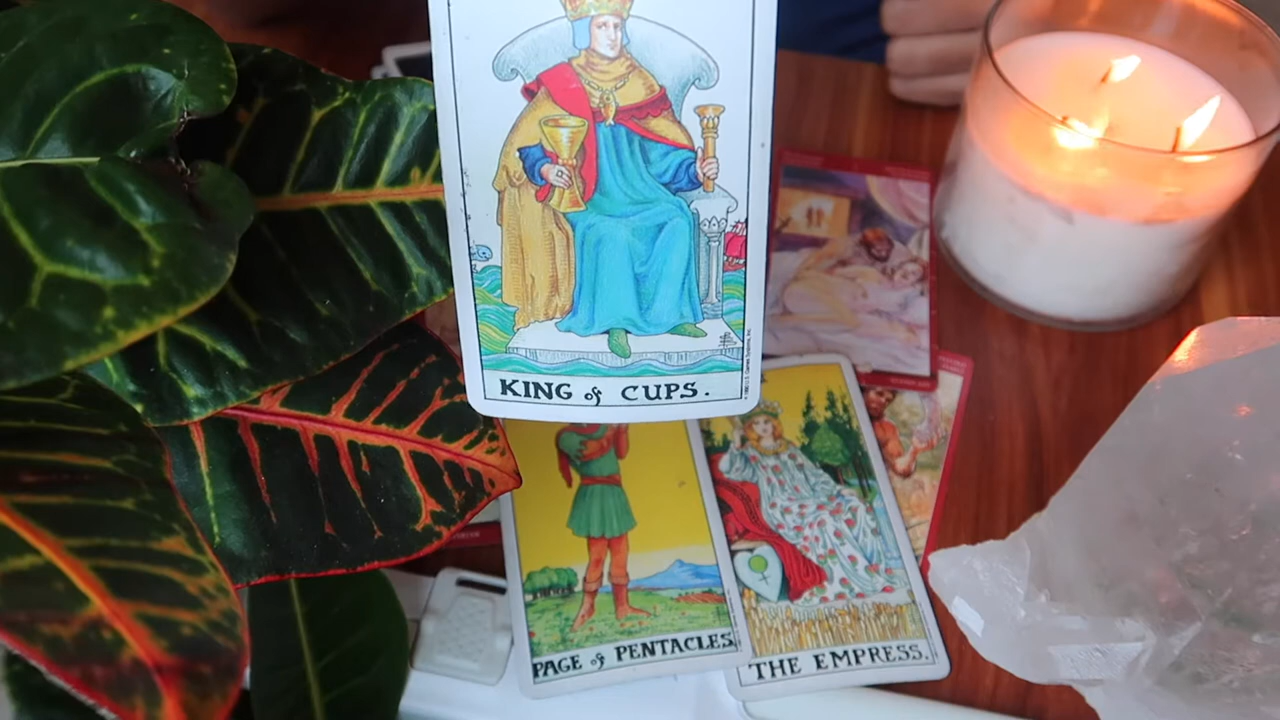 KING of CUPS.
PAGE of PENTACLES.
THE EMPRESS.